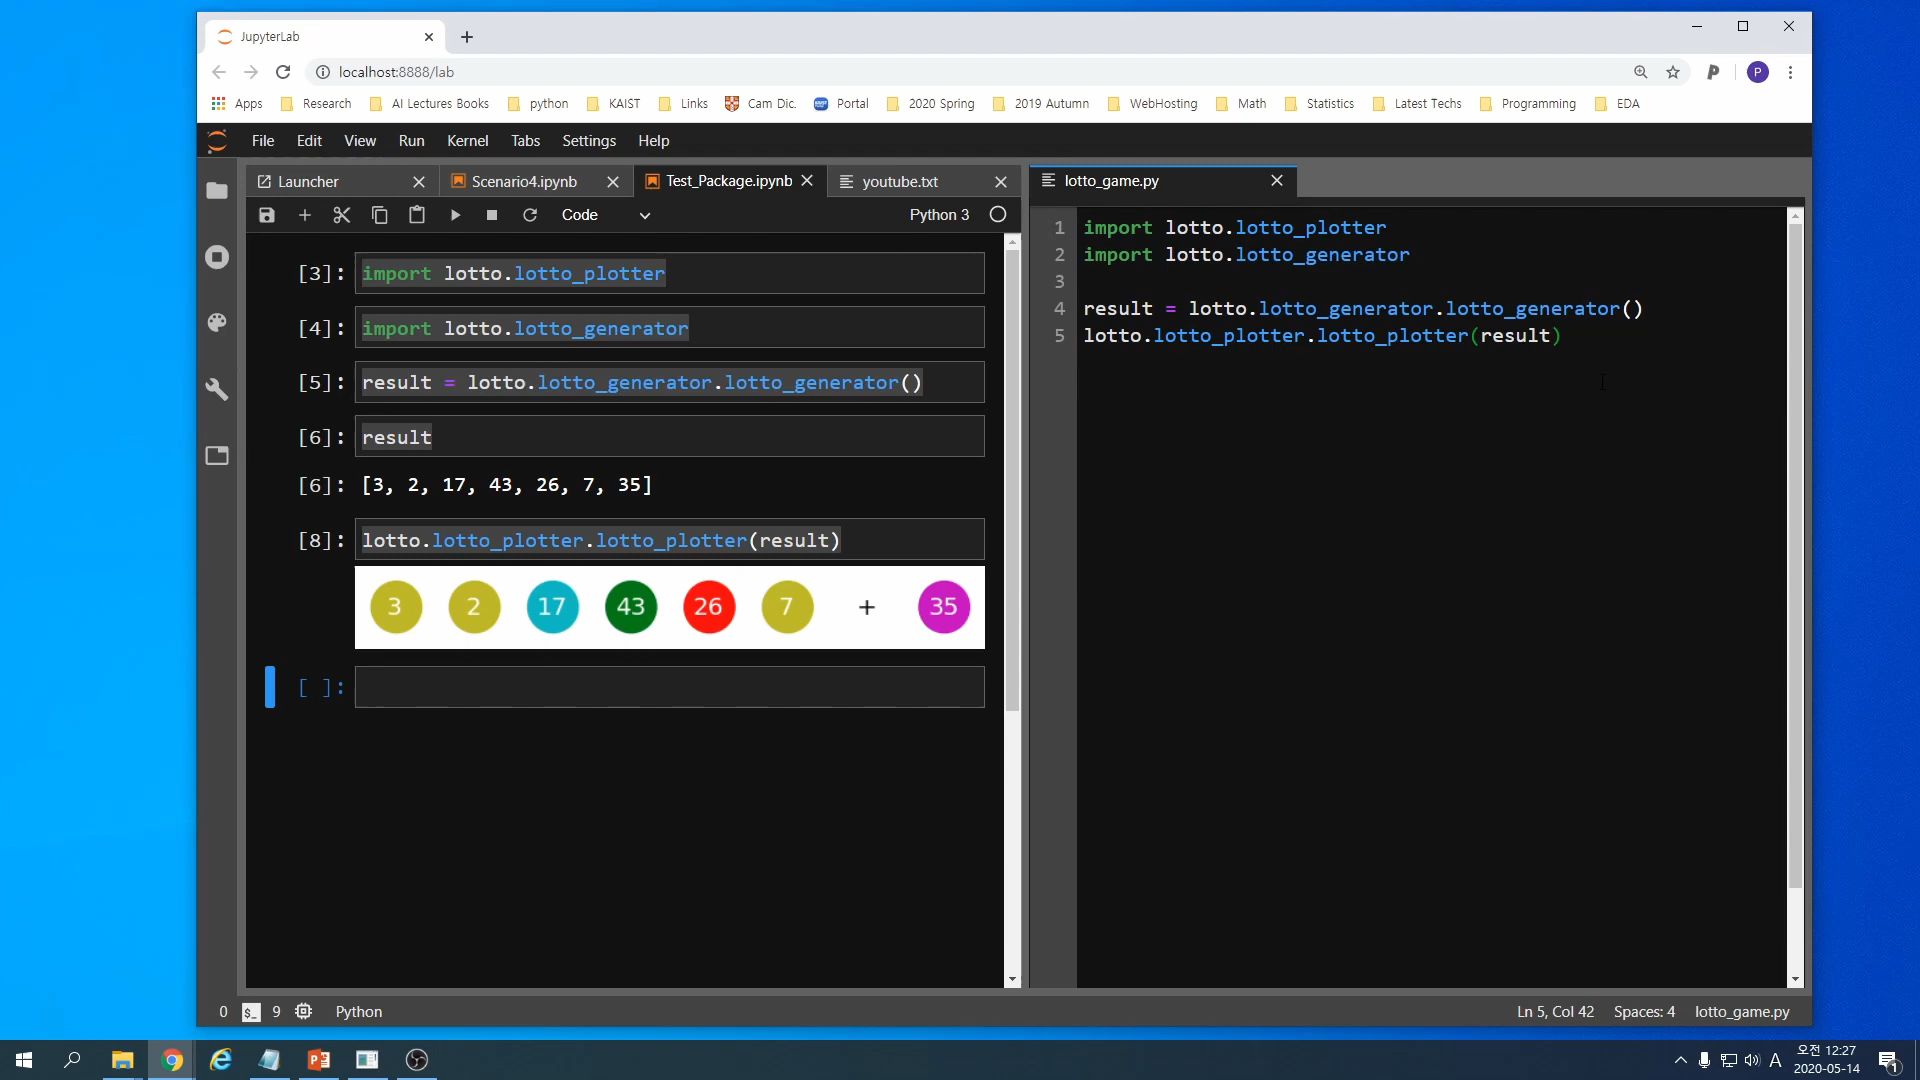 JupyterLab
localhost:8888/lab
P
Apps Research AI Lectures Books python KAIST Links Cam Dic. Portal 2020 Spring 2019 Autumn WebHosting Math Statistics Latest Techs Programming EDA
File Edit View Run Kernel Tabs Settings Help
Launcher Scenario4.ipynb Test_Package.ipynb youtube.txt
Code Python 3
[3]: import lotto.lotto_plotter
[4]: import lotto.lotto_generator
[5]: result = lotto.lotto_generator.lotto_generator()
[6]: result
[6]: [3, 2, 17, 43, 26, 7, 35]
[8]: lotto.lotto_plotter.lotto_plotter(result)
3 2 17 43 26 7 + 35
[ ]:
lotto_game.py
1 import lotto.lotto_plotter
2 import lotto.lotto_generator
3
4 result = lotto.lotto_generator.lotto_generator()
5 lotto.lotto_plotter.lotto_plotter(result)
0 $_ 9 Python Ln 5, Col 42 Spaces: 4 lotto_game.py
A 오전 12:27
2020-05-14
1